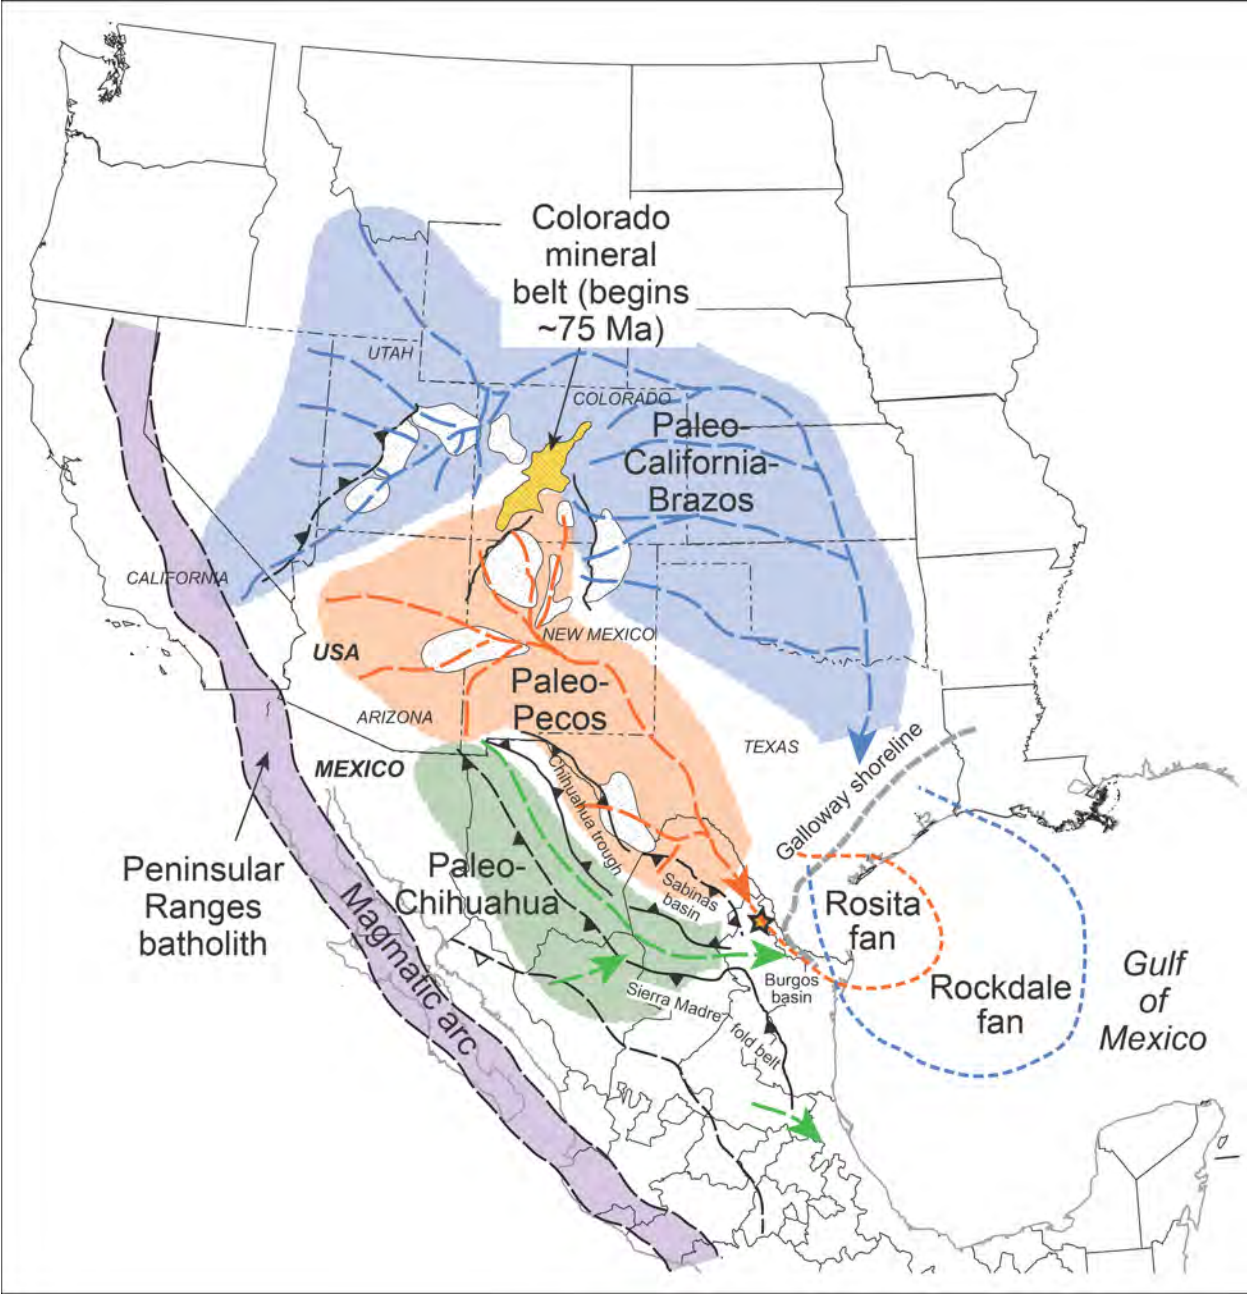 Colorado
mineral
belt (begins
~75 Ma)
UTAH
COLORADO
Paleo-
California-
Brazos
CALIFORNIA
NEW MEXICO
USA
Paleo-
Pecos
ARIZONA
TEXAS
MEXICO
Galloway shoreline
Chihuahua trough
Peninsular
Ranges
batholith
Paleo-
Chihuahua
Sabinas
basin
Magmatic arc
Rosita
fan
Rockdale
fan
Gulf
of
Mexico
Burgos
basin
Sierra Madre
fold belt